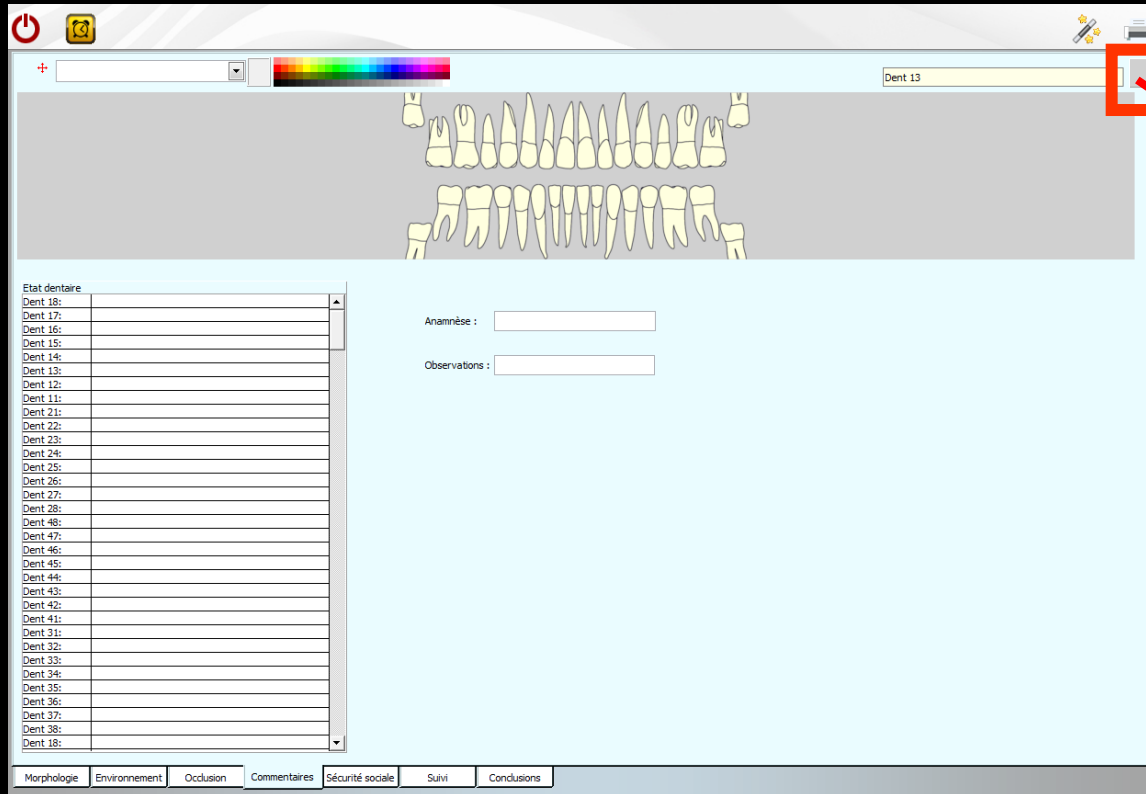 Dent 13
Etat dentaire
Dent 18:
Dent 17:
Dent 16:
Dent 15:
Dent 14:
Dent 13:
Dent 12:
Dent 11:
Dent 21:
Dent 22:
Dent 23:
Dent 24:
Dent 25:
Dent 26:
Dent 27:
Dent 28:
Dent 48:
Dent 47:
Dent 46:
Dent 45:
Dent 44:
Dent 43:
Dent 42:
Dent 41:
Dent 31:
Dent 32:
Dent 33:
Dent 34:
Dent 35:
Dent 36:
Dent 37:
Dent 38:
Dent 18:
Anamnèse :
Observations :
Morphologie Environnement Occlusion Commentaires Sécurité sociale Suivi Conclusions